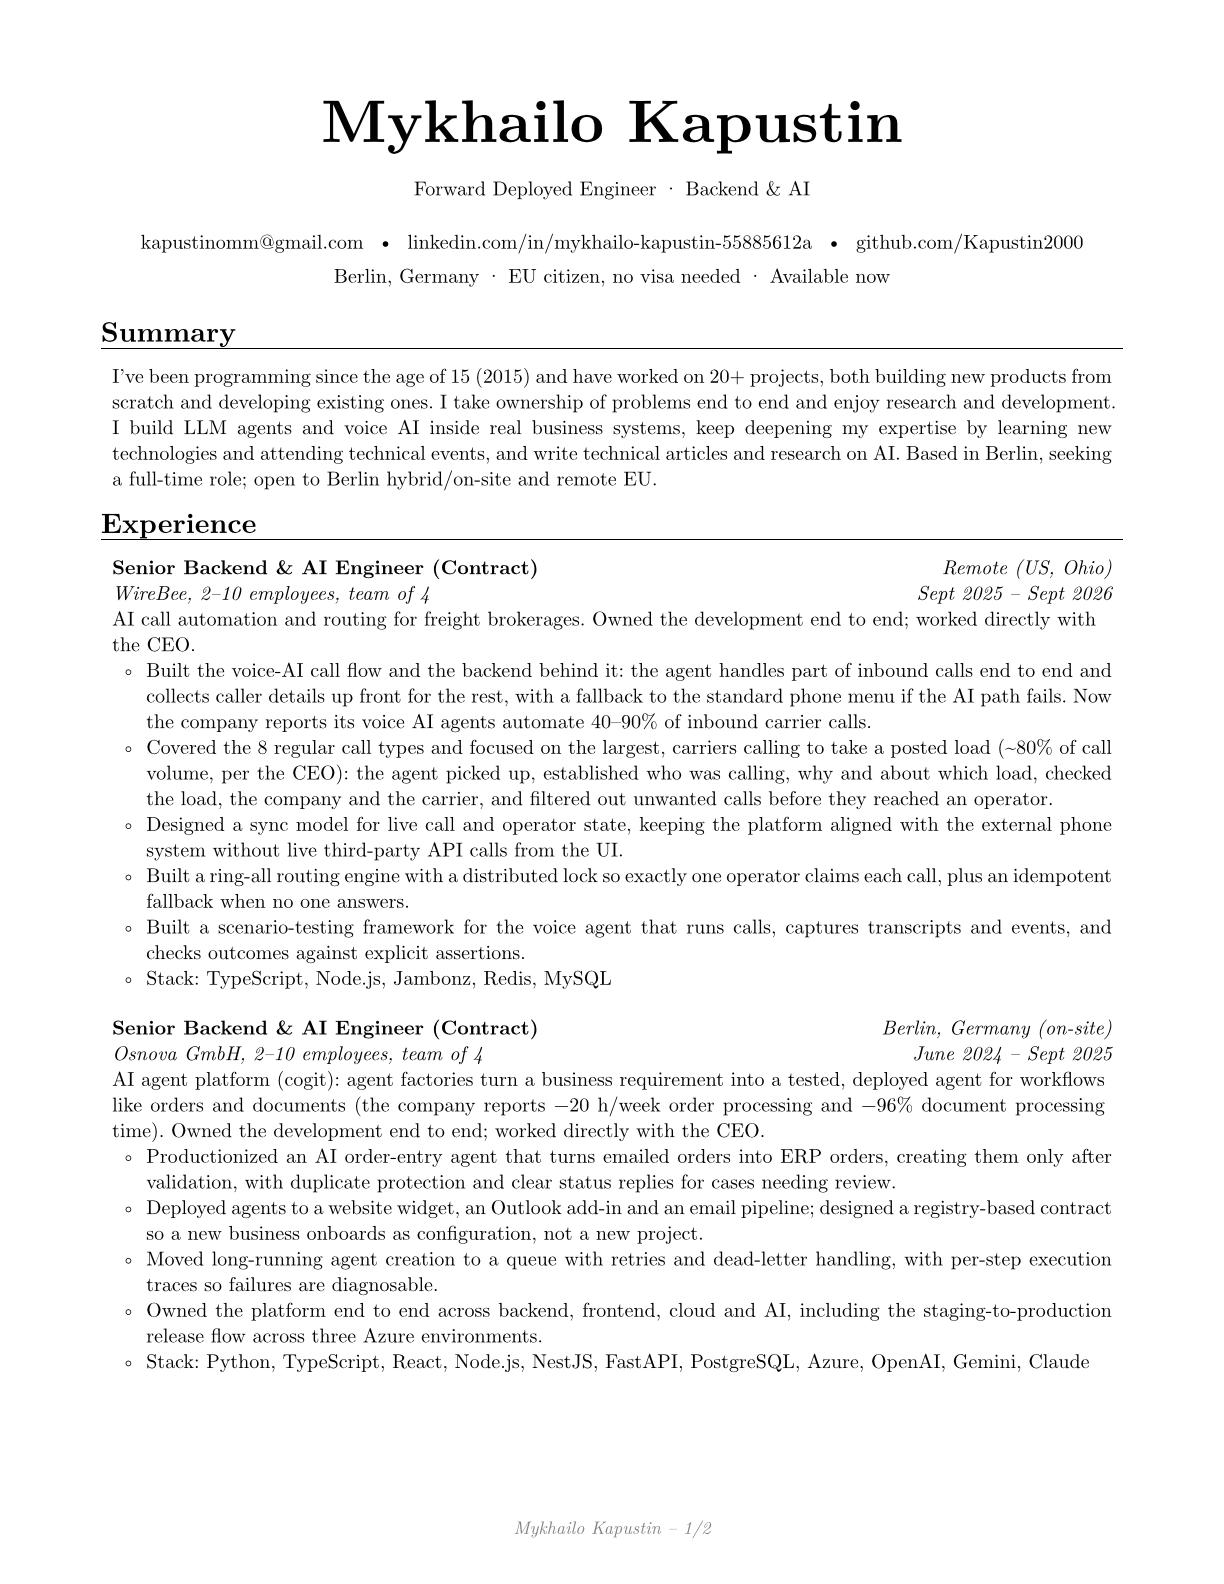 Mykhailo Kapustin
Forward Deployed Engineer · Backend & AI
kapustinomm@gmail.com • linkedin.com/in/mykhailo-kapustin-55885612a • github.com/Kapustin2000
Berlin, Germany · EU citizen, no visa needed · Available now
Summary
I've been programming since the age of 15 (2015) and have worked on 20+ projects, both building new products from
scratch and developing existing ones. I take ownership of problems end to end and enjoy research and development.
I build LLM agents and voice AI inside real business systems, keep deepening my expertise by learning new
technologies and attending technical events, and write technical articles and research on AI. Based in Berlin, seeking
a full-time role; open to Berlin hybrid/on-site and remote EU.
Experience
Senior Backend & AI Engineer (Contract) Remote (US, Ohio)
WireBee, 2–10 employees, team of 4 Sept 2025 – Sept 2026
AI call automation and routing for freight brokerages. Owned the development end to end; worked directly with
the CEO.
◦ Built the voice-AI call flow and the backend behind it: the agent handles part of inbound calls end to end and
collects caller details up front for the rest, with a fallback to the standard phone menu if the AI path fails. Now
the company reports its voice AI agents automate 40–90% of inbound carrier calls.
◦ Covered the 8 regular call types and focused on the largest, carriers calling to take a posted load (~80% of call
volume, per the CEO): the agent picked up, established who was calling, why and about which load, checked
the load, the company and the carrier, and filtered out unwanted calls before they reached an operator.
◦ Designed a sync model for live call and operator state, keeping the platform aligned with the external phone
system without live third-party API calls from the UI.
◦ Built a ring-all routing engine with a distributed lock so exactly one operator claims each call, plus an idempotent
fallback when no one answers.
◦ Built a scenario-testing framework for the voice agent that runs calls, captures transcripts and events, and
checks outcomes against explicit assertions.
◦ Stack: TypeScript, Node.js, Jambonz, Redis, MySQL
Senior Backend & AI Engineer (Contract) Berlin, Germany (on-site)
Osnova GmbH, 2–10 employees, team of 4 June 2024 – Sept 2025
AI agent platform (cogit): agent factories turn a business requirement into a tested, deployed agent for workflows
like orders and documents (the company reports −20 h/week order processing and −96% document processing
time). Owned the development end to end; worked directly with the CEO.
◦ Productionized an AI order-entry agent that turns emailed orders into ERP orders, creating them only after
validation, with duplicate protection and clear status replies for cases needing review.
◦ Deployed agents to a website widget, an Outlook add-in and an email pipeline; designed a registry-based contract
so a new business onboards as configuration, not a new project.
◦ Moved long-running agent creation to a queue with retries and dead-letter handling, with per-step execution
traces so failures are diagnosable.
◦ Owned the platform end to end across backend, frontend, cloud and AI, including the staging-to-production
release flow across three Azure environments.
◦ Stack: Python, TypeScript, React, Node.js, NestJS, FastAPI, PostgreSQL, Azure, OpenAI, Gemini, Claude
Mykhailo Kapustin – 1/2